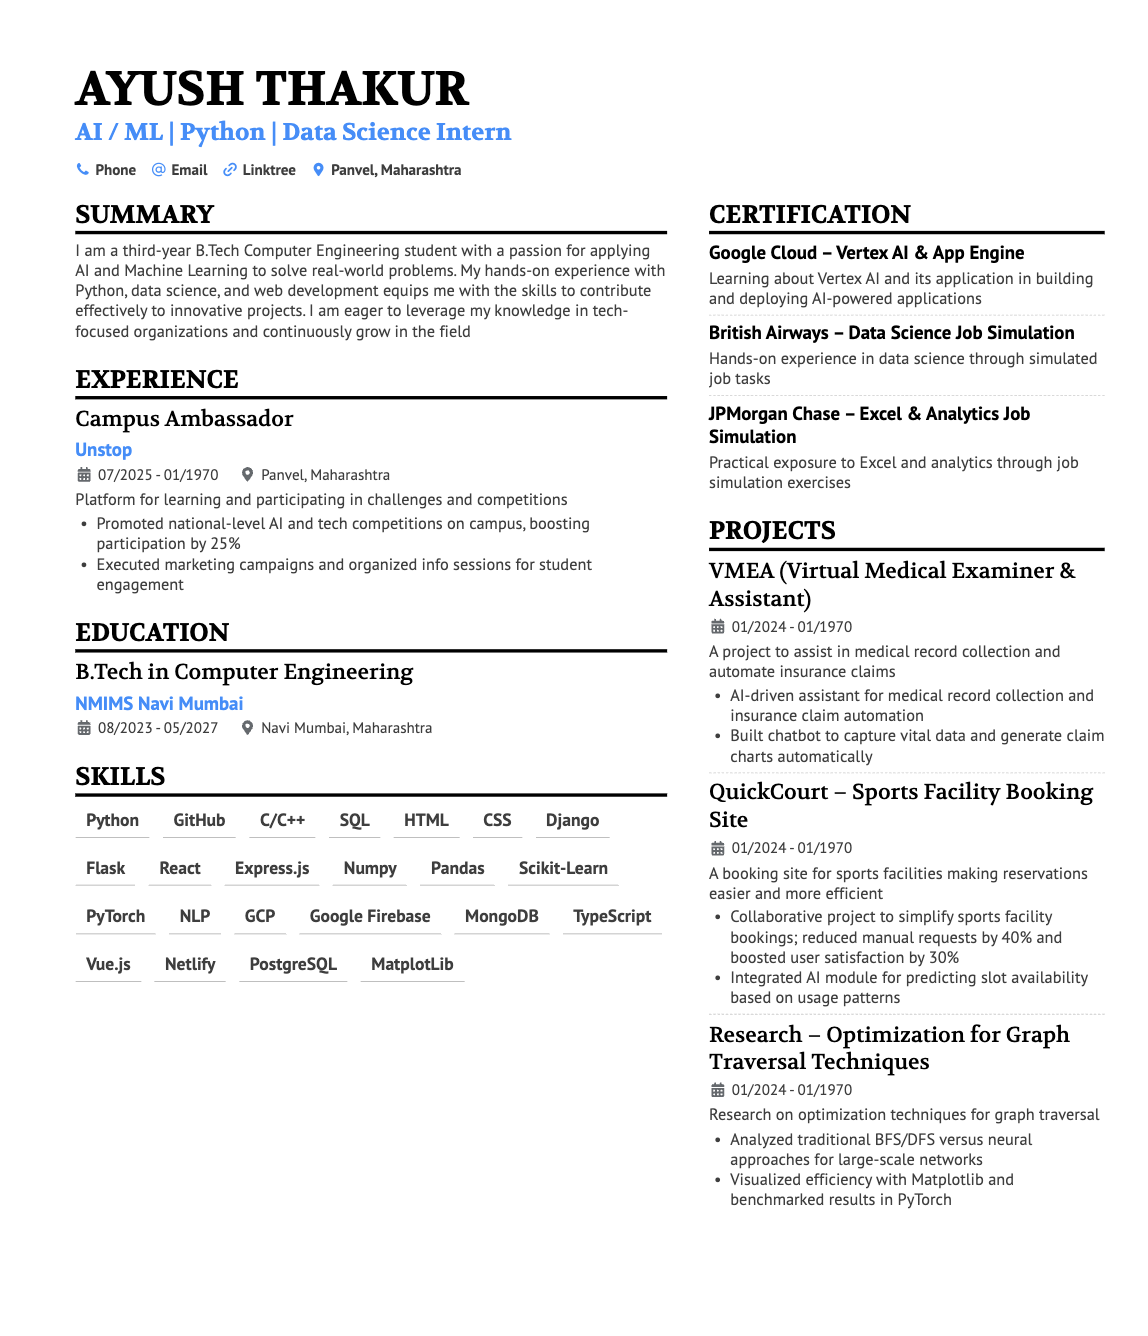 AYUSH THAKUR
AI / ML | Python | Data Science Intern
Phone Email Linktree Panvel, Maharashtra
SUMMARY
I am a third-year B.Tech Computer Engineering student with a passion for applying
AI and Machine Learning to solve real-world problems. My hands-on experience with
Python, data science, and web development equips me with the skills to contribute
effectively to innovative projects. I am eager to leverage my knowledge in tech-
focused organizations and continuously grow in the field
EXPERIENCE
Campus Ambassador
Unstop
07/2025 - 01/1970 Panvel, Maharashtra
Platform for learning and participating in challenges and competitions
• Promoted national-level AI and tech competitions on campus, boosting
participation by 25%
• Executed marketing campaigns and organized info sessions for student
engagement
EDUCATION
B.Tech in Computer Engineering
NMIMS Navi Mumbai
08/2023 - 05/2027 Navi Mumbai, Maharashtra
SKILLS
Python GitHub C/C++ SQL HTML CSS Django
Flask React Express.js Numpy Pandas Scikit-Learn
PyTorch NLP GCP Google Firebase MongoDB TypeScript
Vue.js Netlify PostgreSQL MatplotLib
CERTIFICATION
Google Cloud – Vertex AI & App Engine
Learning about Vertex AI and its application in building
and deploying AI-powered applications
British Airways – Data Science Job Simulation
Hands-on experience in data science through simulated
job tasks
JPMorgan Chase – Excel & Analytics Job
Simulation
Practical exposure to Excel and analytics through job
simulation exercises
PROJECTS
VMEA (Virtual Medical Examiner &
Assistant)
01/2024 - 01/1970
A project to assist in medical record collection and
automate insurance claims
• AI-driven assistant for medical record collection and
insurance claim automation
• Built chatbot to capture vital data and generate claim
charts automatically
QuickCourt – Sports Facility Booking
Site
01/2024 - 01/1970
A booking site for sports facilities making reservations
easier and more efficient
• Collaborative project to simplify sports facility
bookings; reduced manual requests by 40% and
boosted user satisfaction by 30%
• Integrated AI module for predicting slot availability
based on usage patterns
Research – Optimization for Graph
Traversal Techniques
01/2024 - 01/1970
Research on optimization techniques for graph traversal
• Analyzed traditional BFS/DFS versus neural
approaches for large-scale networks
• Visualized efficiency with Matplotlib and
benchmarked results in PyTorch